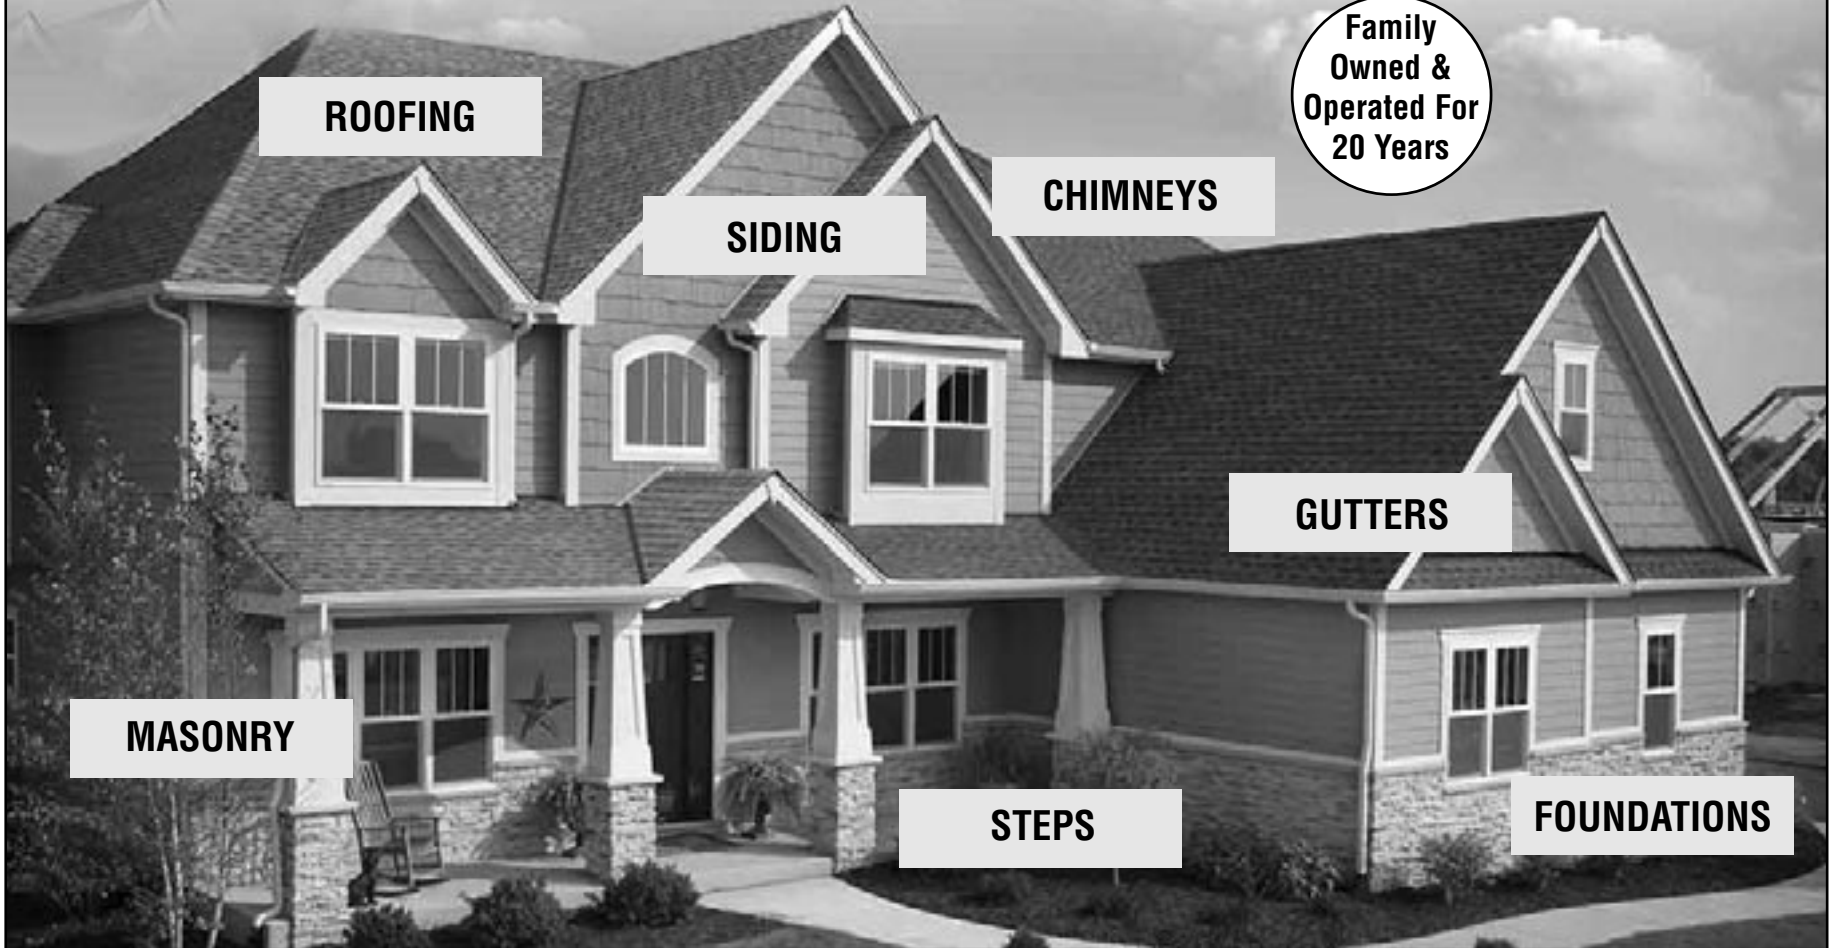 Family
Owned &
Operated For
20 Years
ROOFING
CHIMNEYS
SIDING
GUTTERS
MASONRY
STEPS
FOUNDATIONS